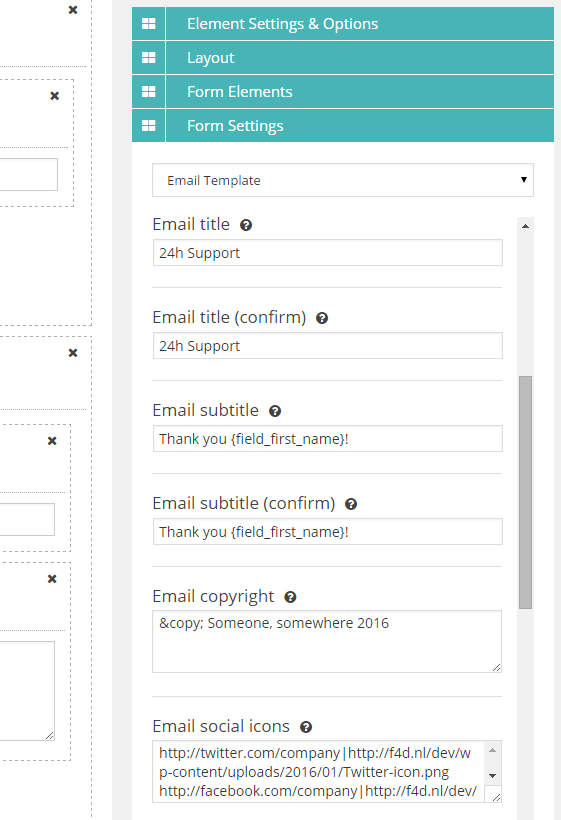 Element Settings & Options
Layout
Form Elements
Form Settings
Email Template
Email title
24h Support
Email title (confirm)
24h Support
Email subtitle
Thank you {field_first_name}!
Email subtitle (confirm)
Thank you {field_first_name}!
Email copyright
&copy; Someone, somewhere 2016
Email social icons
http://twitter.com/company|http://f4d.nl/dev/w
p-content/uploads/2016/01/Twitter-icon.png
http://facebook.com/company|http://f4d.nl/dev/